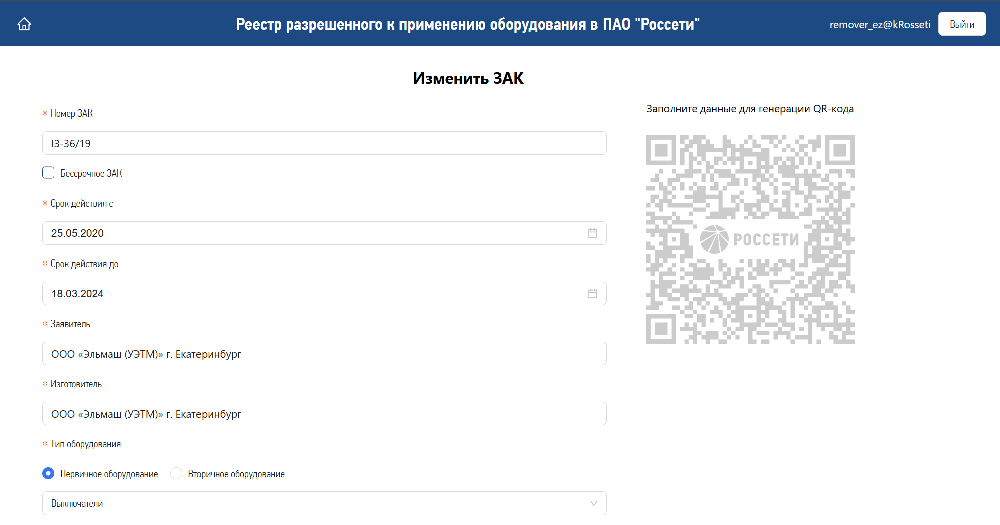 Реестр разрешенного к применению оборудования в ПАО "Россети"
remover_ez@kRosseti
Выйти
Изменить ЗАК
* Номер ЗАК
IЗ-36/19
Бессрочное ЗАК
* Срок действия с
25.05.2020
* Срок действия до
18.03.2024
* Заявитель
ООО «Эльмаш (УЭТМ)» г. Екатеринбург
* Изготовитель
ООО «Эльмаш (УЭТМ)» г. Екатеринбург
* Тип оборудования
Первичное оборудование
Вторичное оборудование
Выключатели
Заполните данные для генерации QR-кода
РОССЕТИ